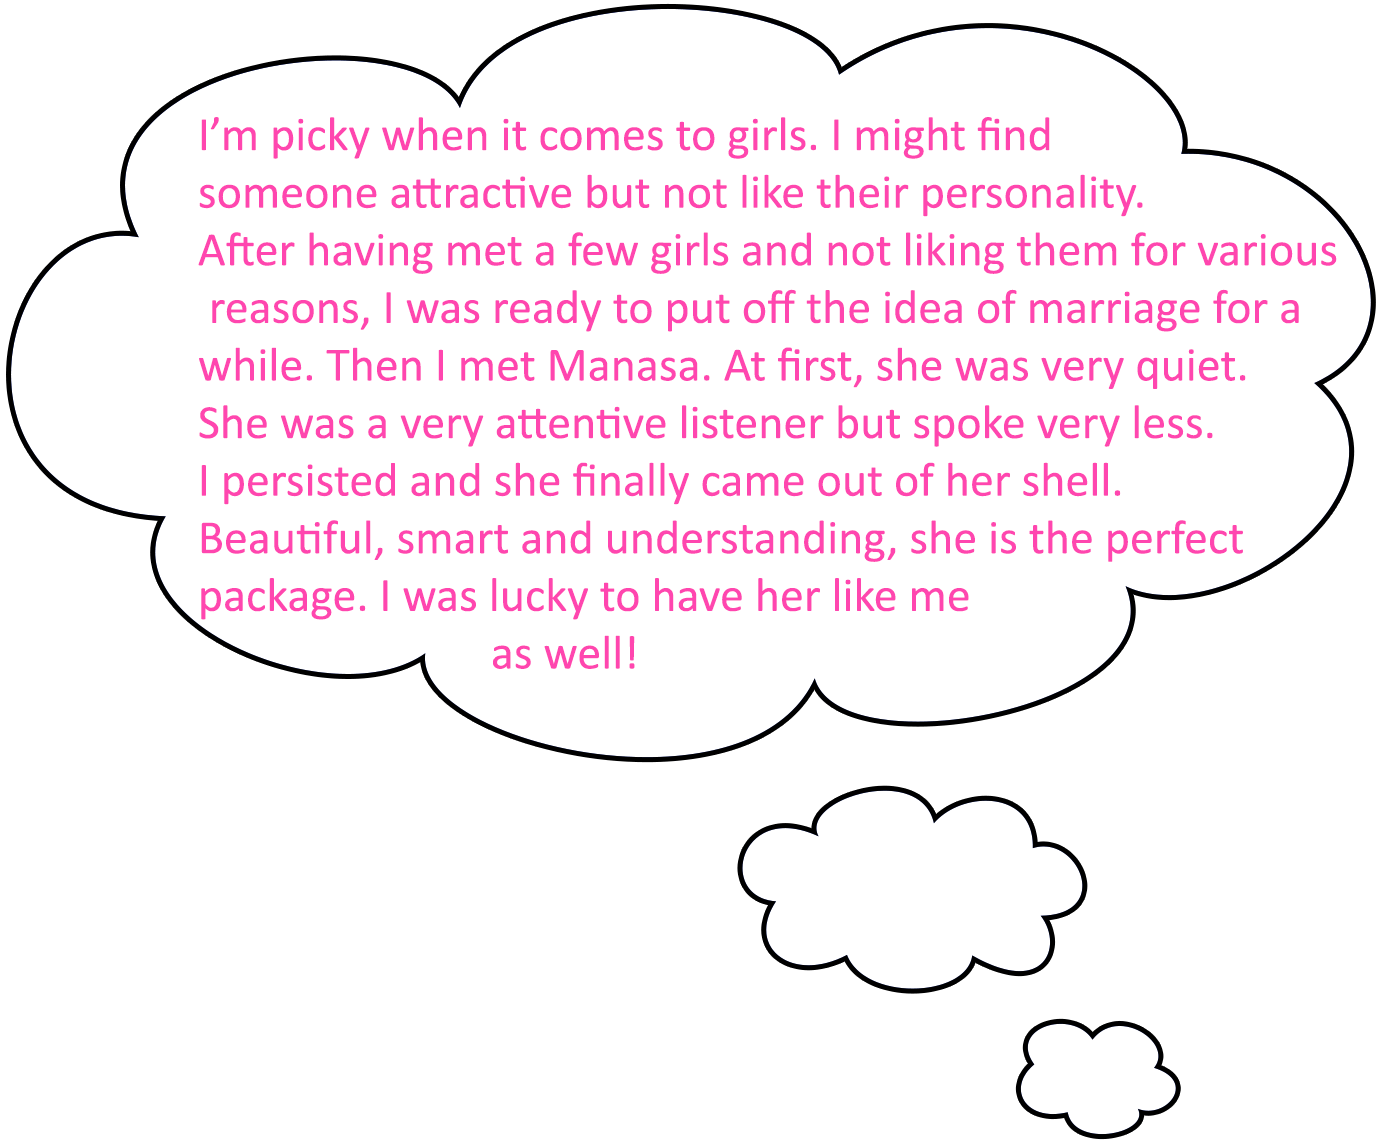 I’m picky when it comes to girls. I might find
someone attractive but not like their personality.
After having met a few girls and not liking them for various
reasons, I was ready to put off the idea of marriage for a
while. Then I met Manasa. At first, she was very quiet.
She was a very attentive listener but spoke very less.
I persisted and she finally came out of her shell.
Beautiful, smart and understanding, she is the perfect
package. I was lucky to have her like me
as well!